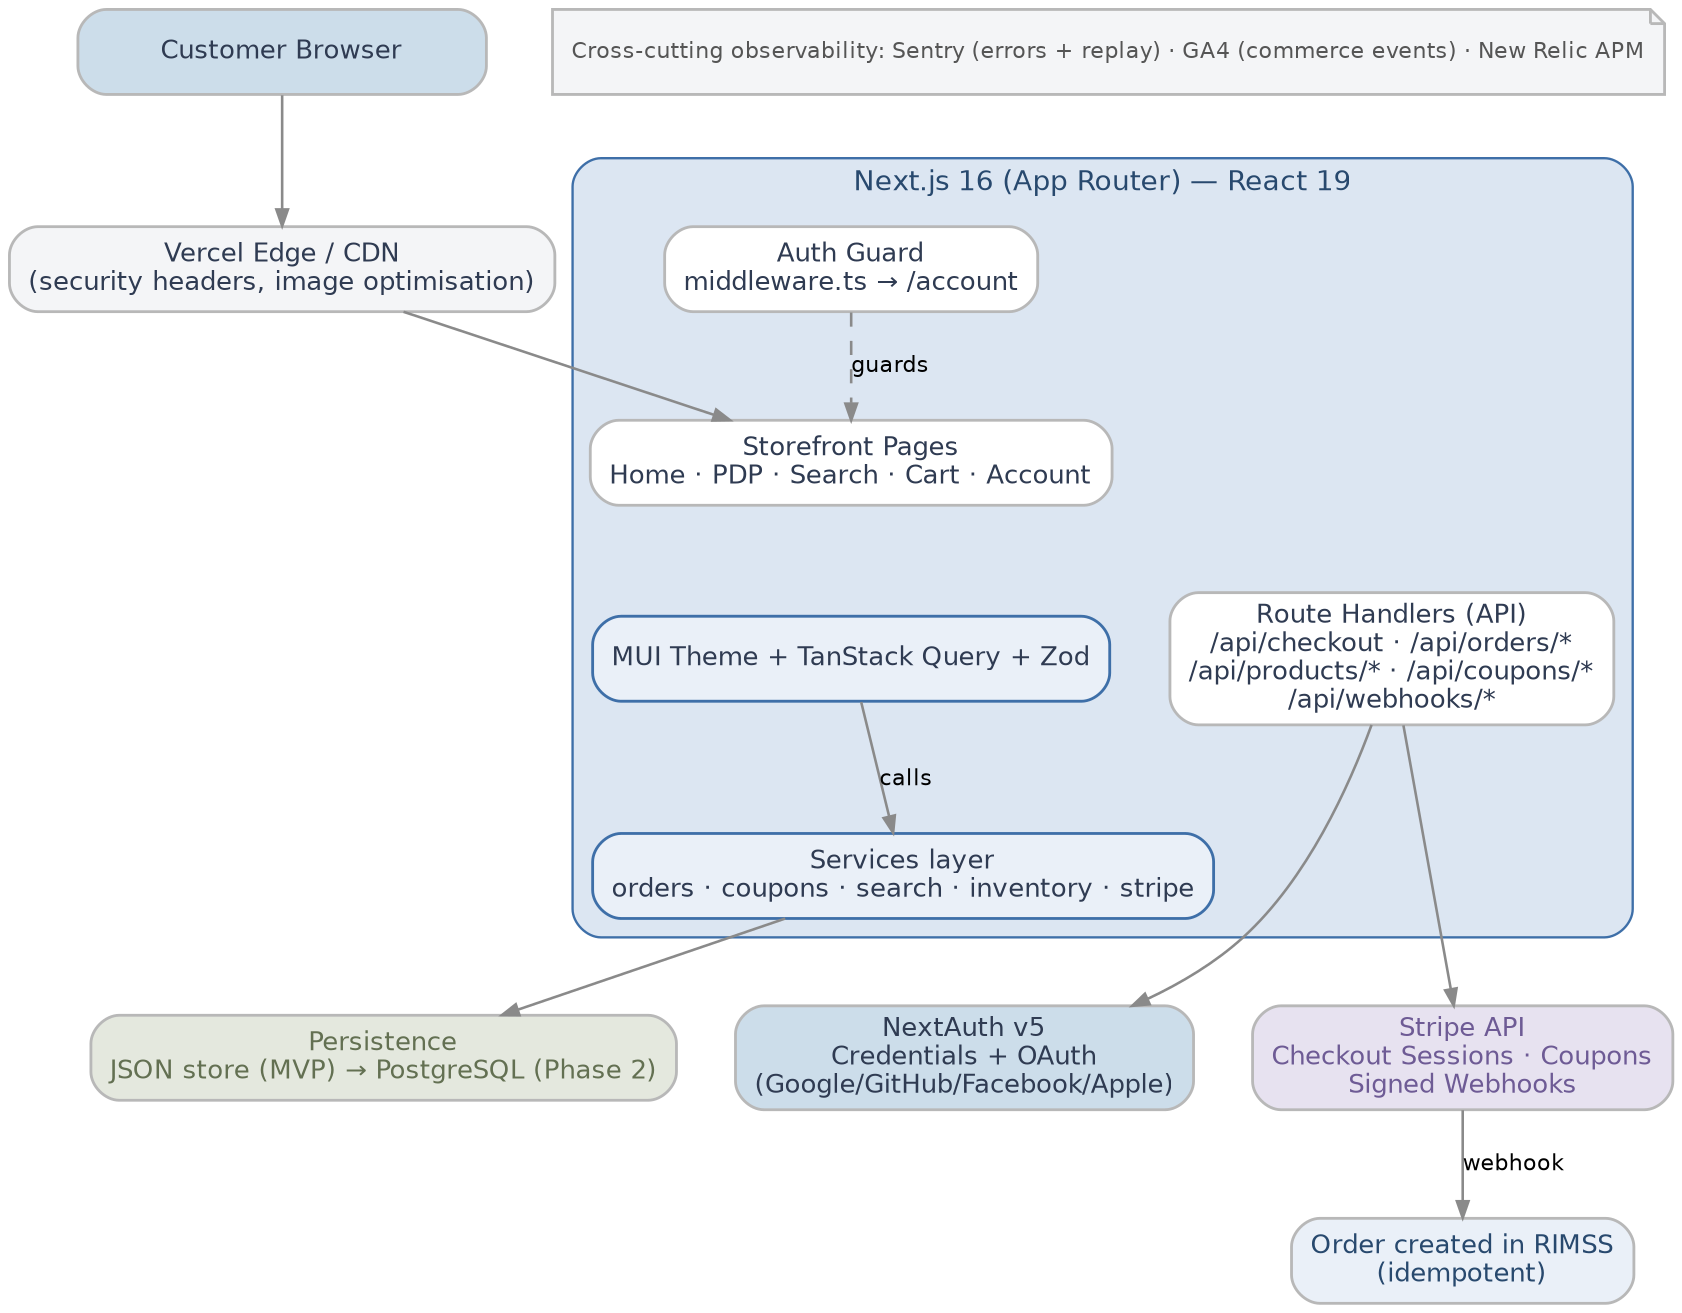 Customer Browser
Cross-cutting observability: Sentry (errors + replay) · GA4 (commerce events) · New Relic APM
Next.js 16 (App Router) — React 19
Vercel Edge / CDN
(security headers, image optimisation)
Auth Guard
middleware.ts → /account
guards
Storefront Pages
Home · PDP · Search · Cart · Account
MUI Theme + TanStack Query + Zod
Route Handlers (API)
/api/checkout · /api/orders/*
/api/products/* · /api/coupons/*
/api/webhooks/*
calls
Services layer
orders · coupons · search · inventory · stripe
Persistence
JSON store (MVP) → PostgreSQL (Phase 2)
NextAuth v5
Credentials + OAuth
(Google/GitHub/Facebook/Apple)
Stripe API
Checkout Sessions · Coupons
Signed Webhooks
webhook
Order created in RIMSS
(idempotent)